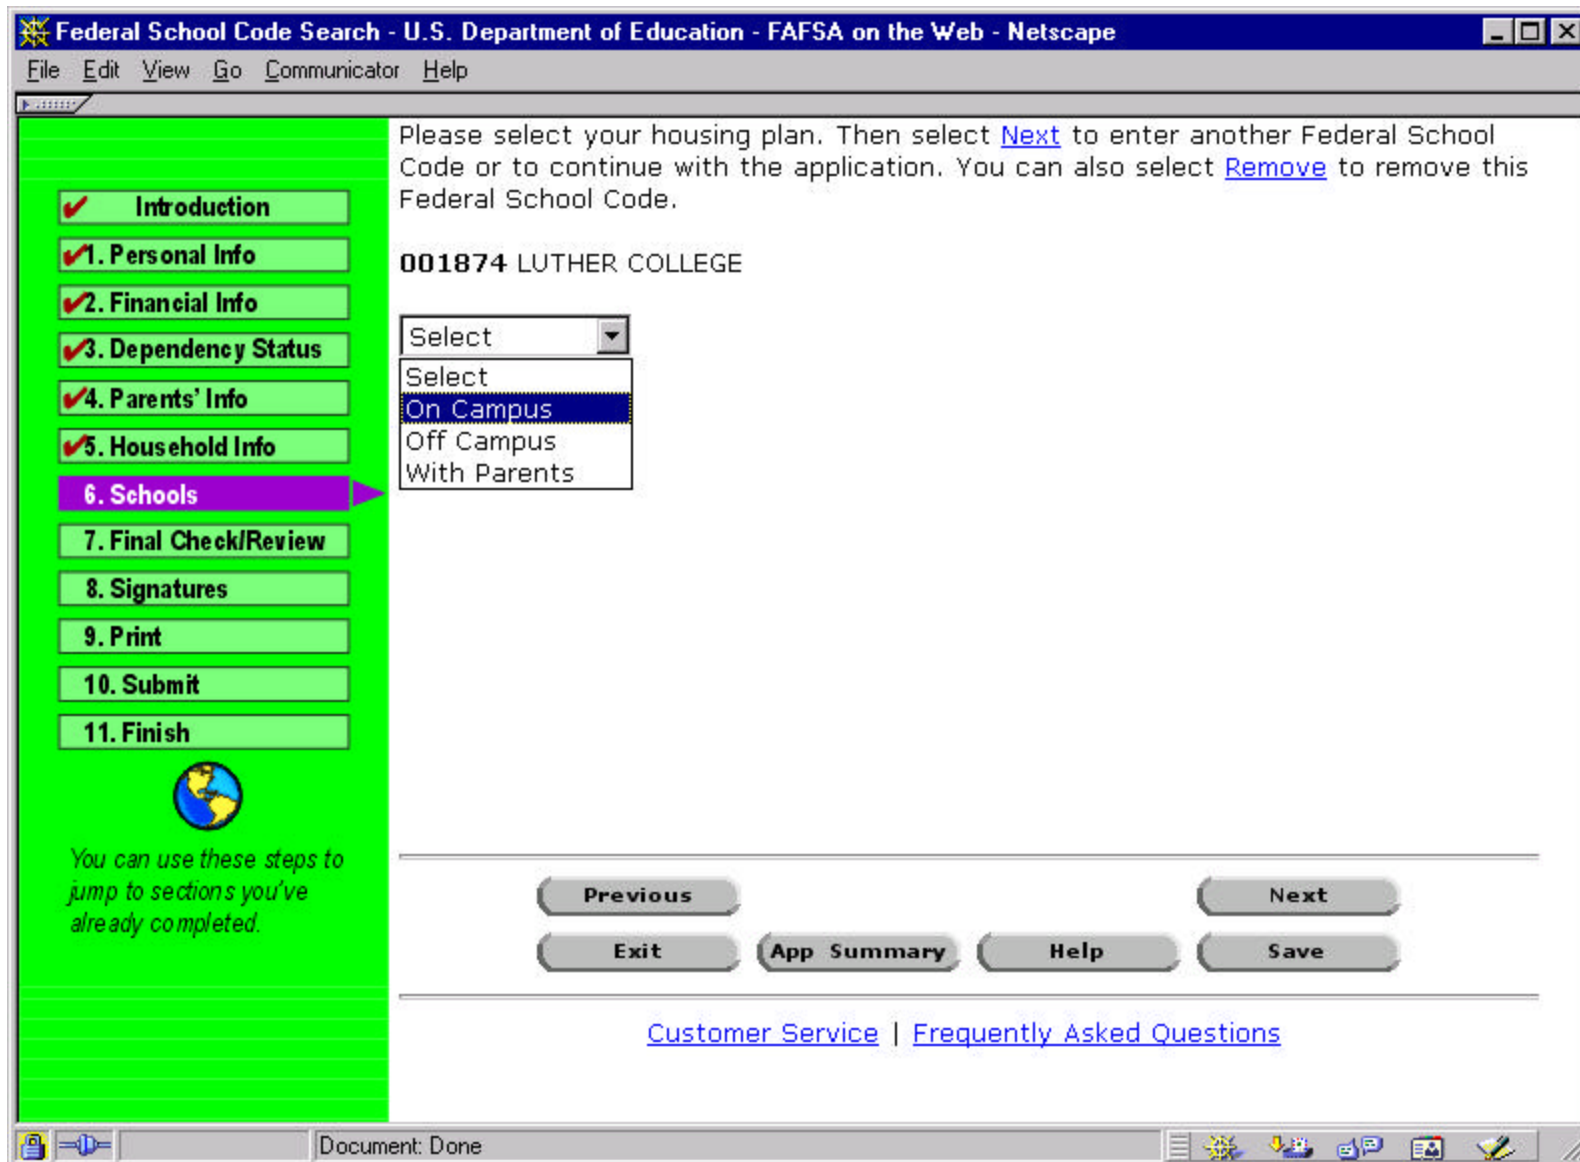 Federal School Code Search - U.S. Department of Education - FAFSA on the Web - Netscape
File Edit View Go Communicator Help
Please select your housing plan. Then select Next to enter another Federal School
Code or to continue with the application. You can also select Remove to remove this
Federal School Code.
001874 LUTHER COLLEGE
Select
Select
On Campus
Off Campus
With Parents
Introduction
1. Personal Info
2. Financial Info
3. Dependency Status
4. Parents' Info
5. Household Info
6. Schools
7. Final Check/Review
8. Signatures
9. Print
10. Submit
11. Finish
You can use these steps to
jump to sections you've
already completed.
Previous Next
Exit App Summary Help Save
Customer Service | Frequently Asked Questions
Document: Done